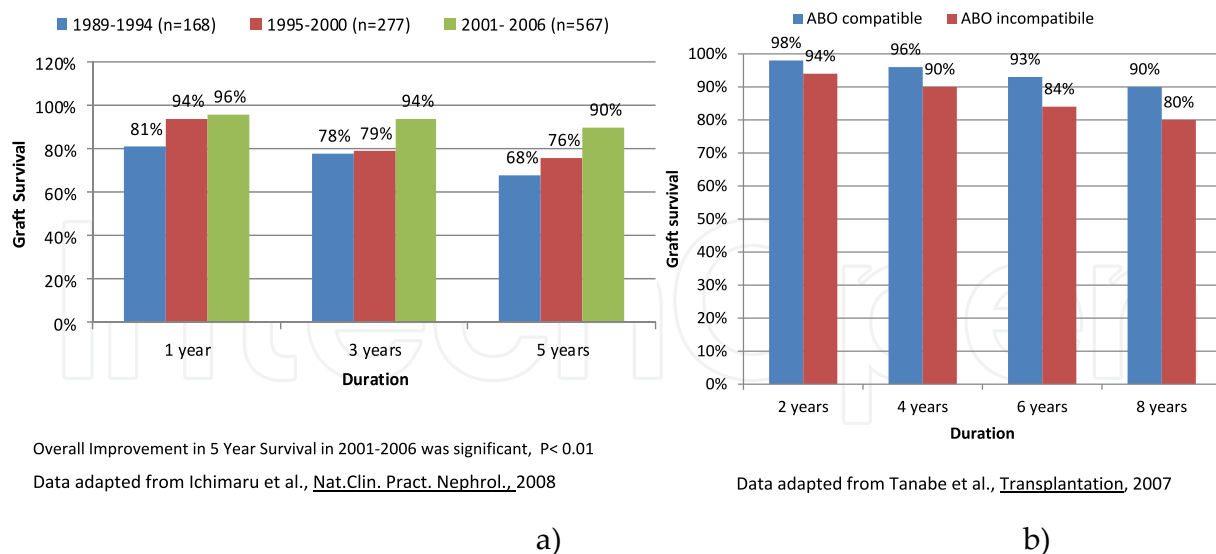 1989-1994 (n=168) 1995-2000 (n=277) 2001- 2006 (n=567)
120%
100%
80%
60%
40%
20%
0%
Graft Survival
81% 94% 96%
78% 79% 94%
68% 76% 90%
1 year 3 years 5 years
Duration
Overall Improvement in 5 Year Survival in 2001-2006 was significant, P< 0.01
Data adapted from Ichimaru et al., Nat.Clin. Pract. Nephrol., 2008
a)
ABO compatible ABO incompatibile
100%
90%
80%
70%
60%
50%
40%
30%
20%
10%
0%
Graft survival
98% 94%
96% 90%
93% 84%
90% 80%
2 years 4 years 6 years 8 years
Duration
Data adapted from Tanabe et al., Transplantation, 2007
b)
IntechOpen